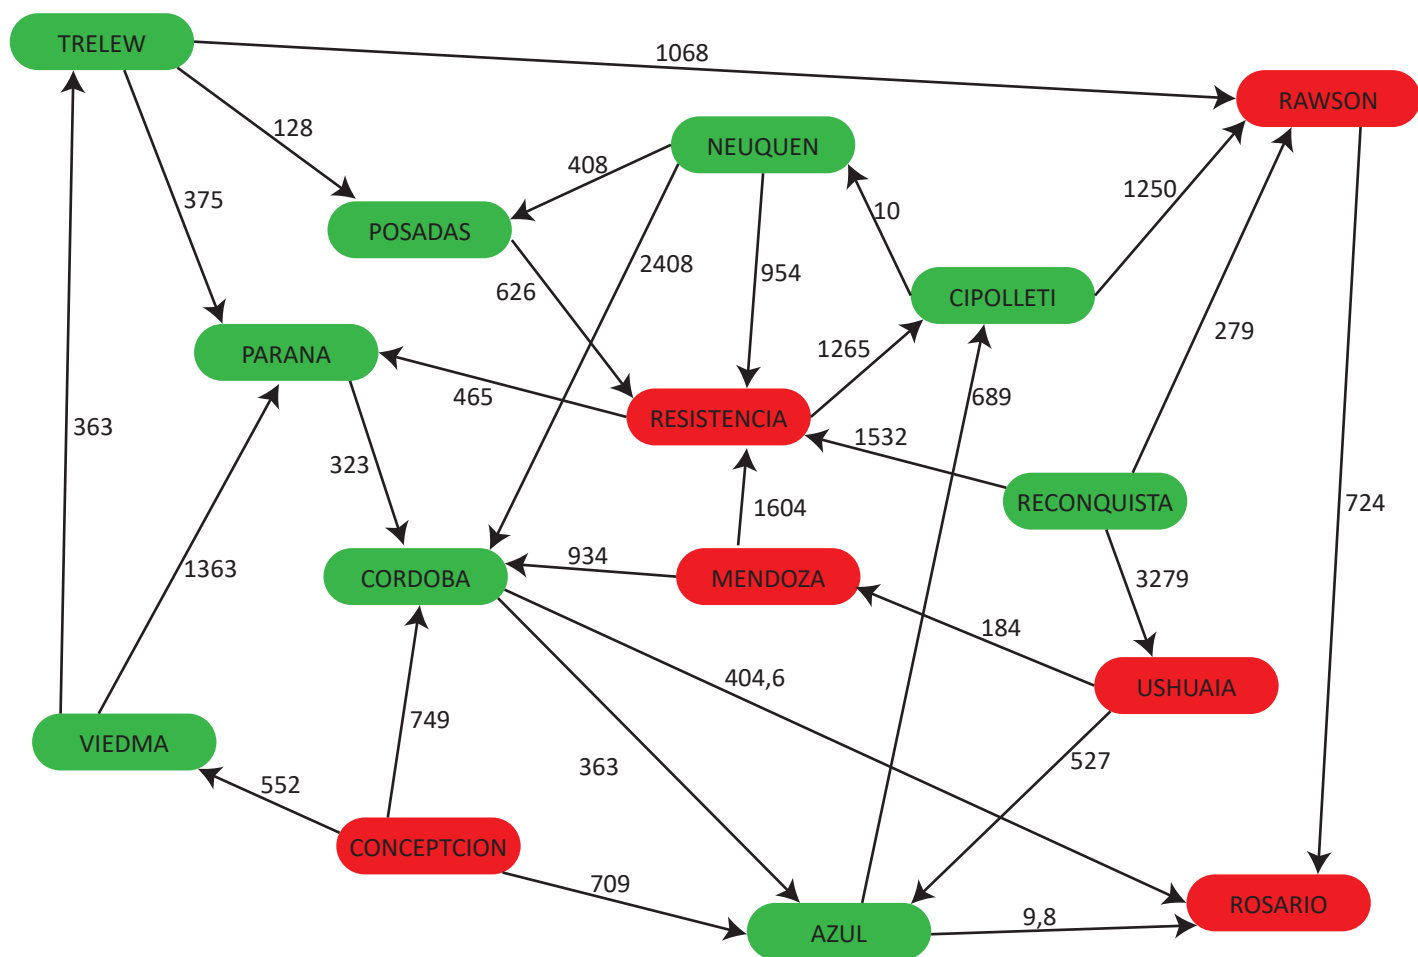 TRELEW
1068
RAWSON
128
NEUQUEN
408
1250
375
10
POSADAS
2408
954
626
CIPOLLETI
279
PARANA
1265
465
689
RESISTENCIA
363
1532
323
RECONQUISTA
1604
724
1363
934
CORDOBA
MENDOZA
3279
184
404,6
USHUAIA
749
VIEDMA
363
527
552
CONCEPTCION
709
ROSARIO
9,8
AZUL